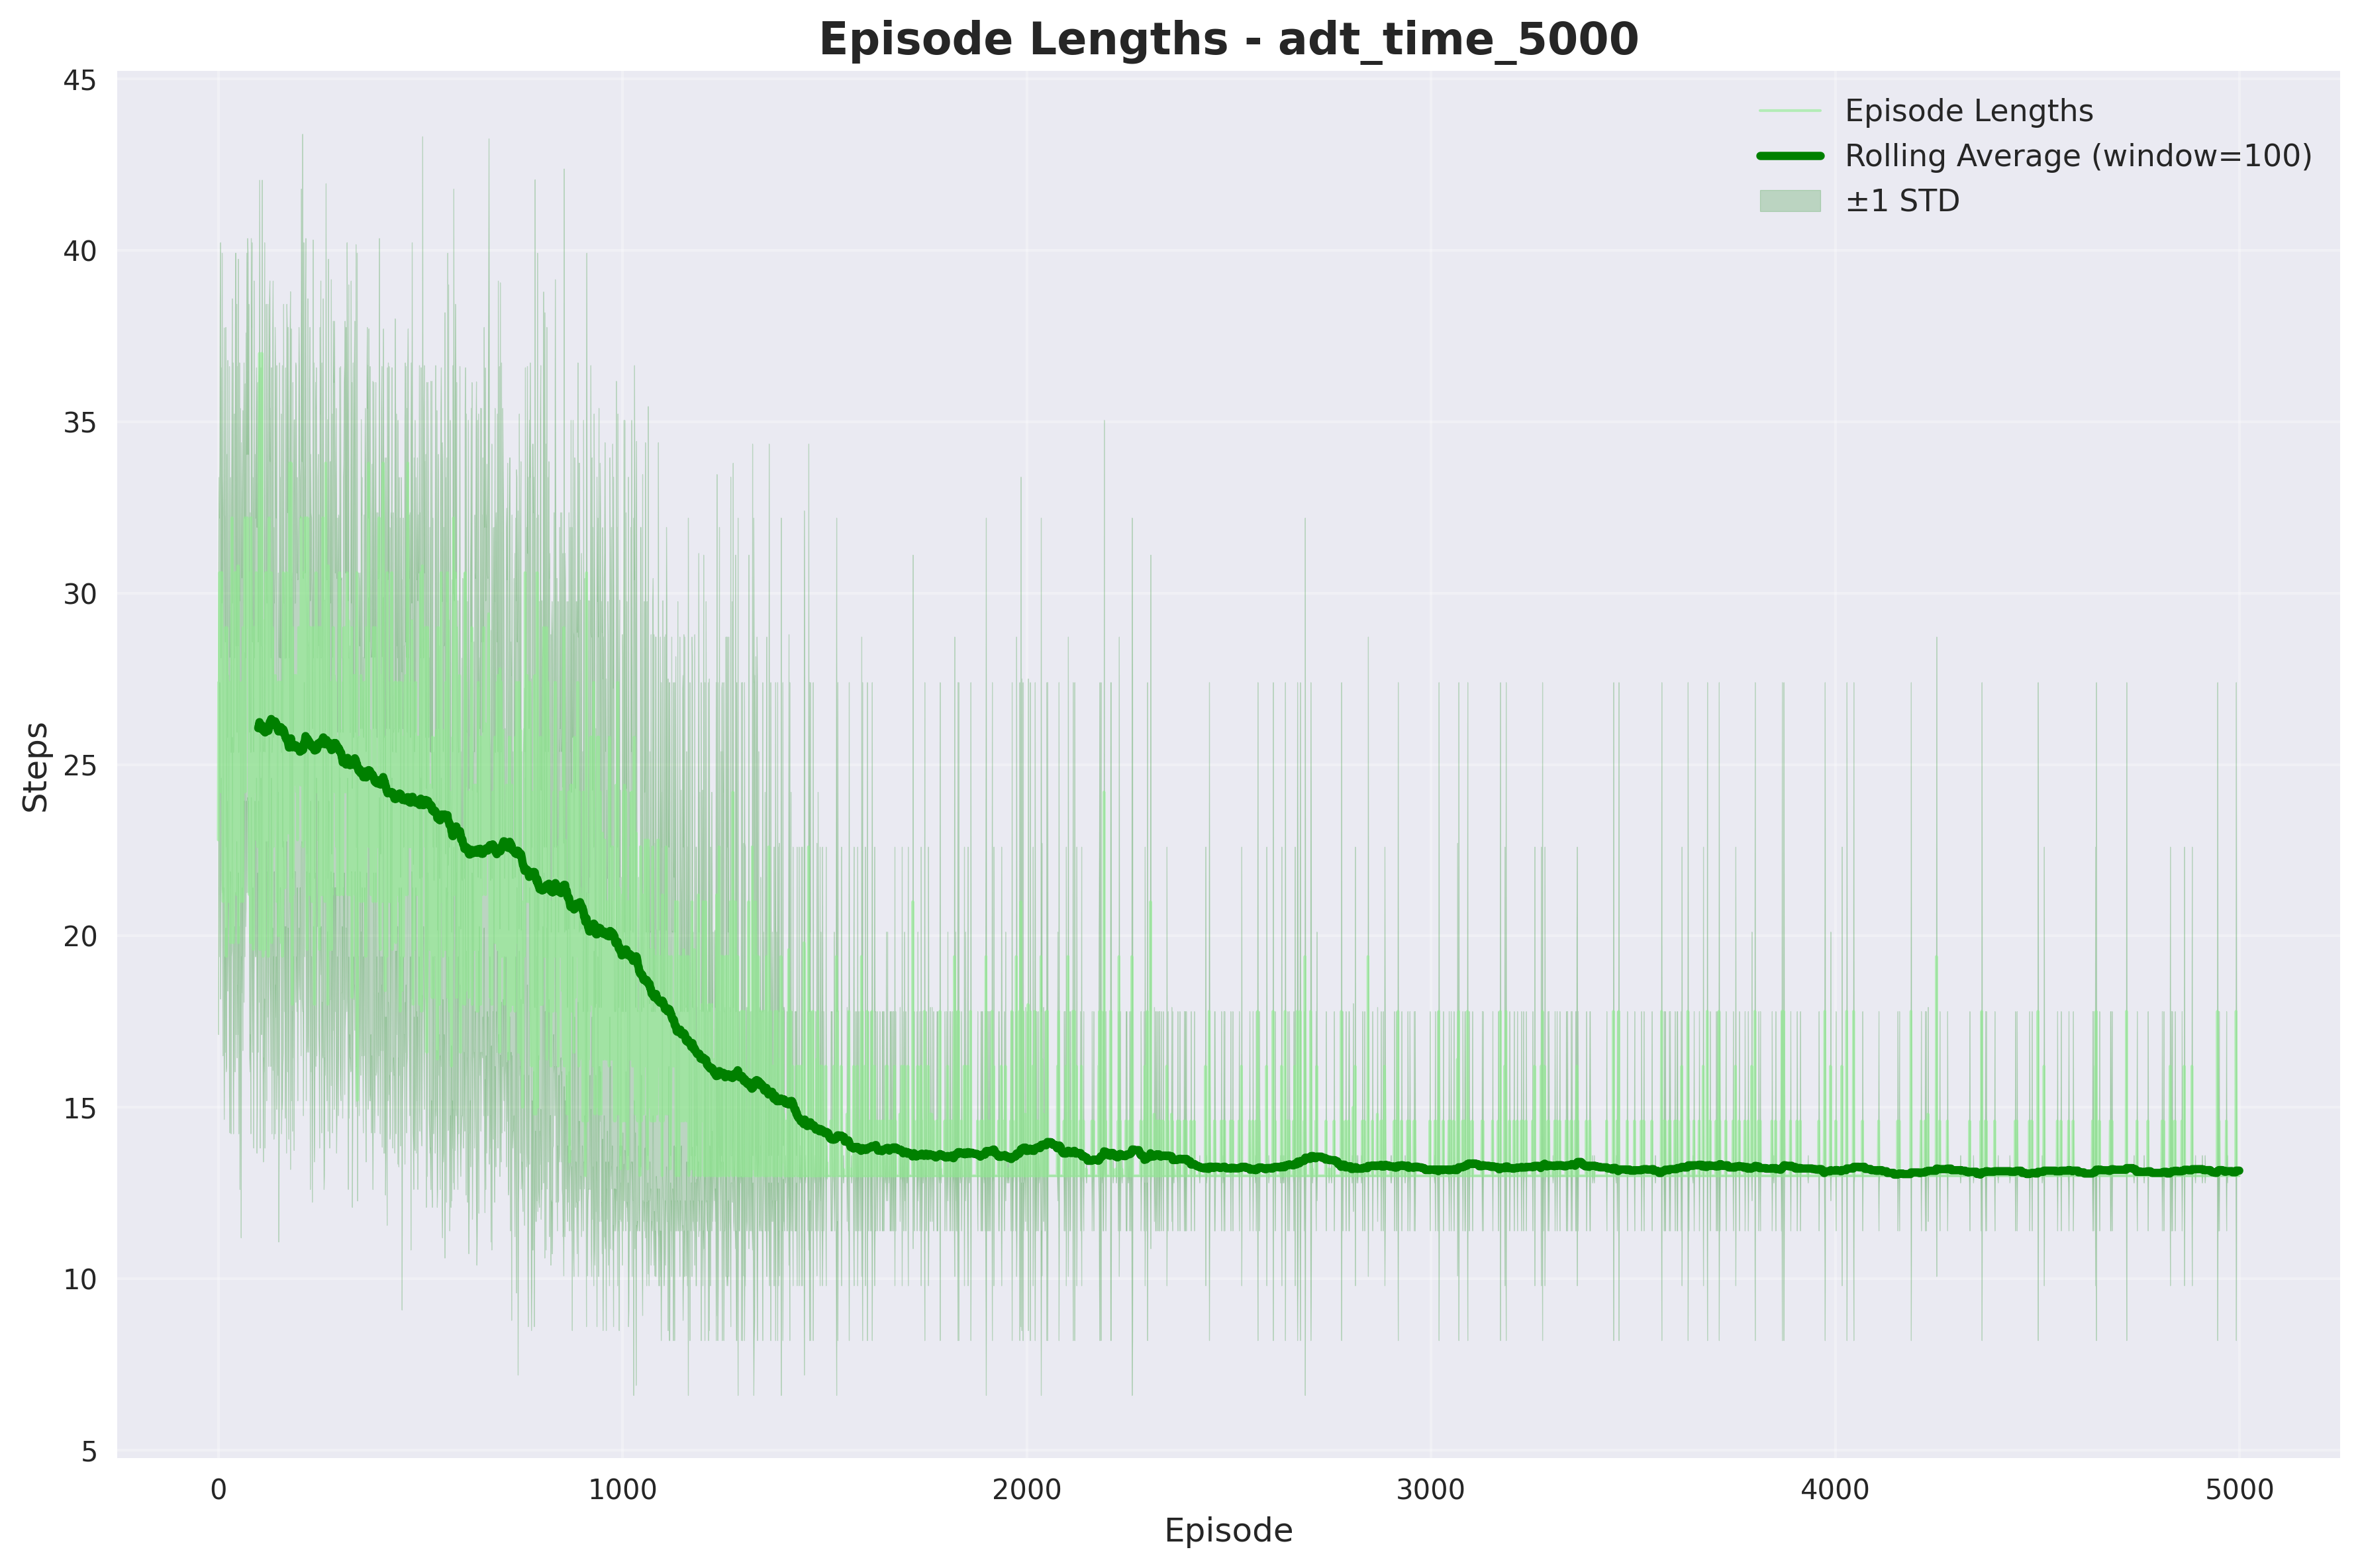 Episode Lengths - adt_time_5000
Episode Lengths
Rolling Average (window=100)
±1 STD
45
40
35
30
25
20
15
10
5
Steps
0
1000
2000
3000
4000
5000
Episode